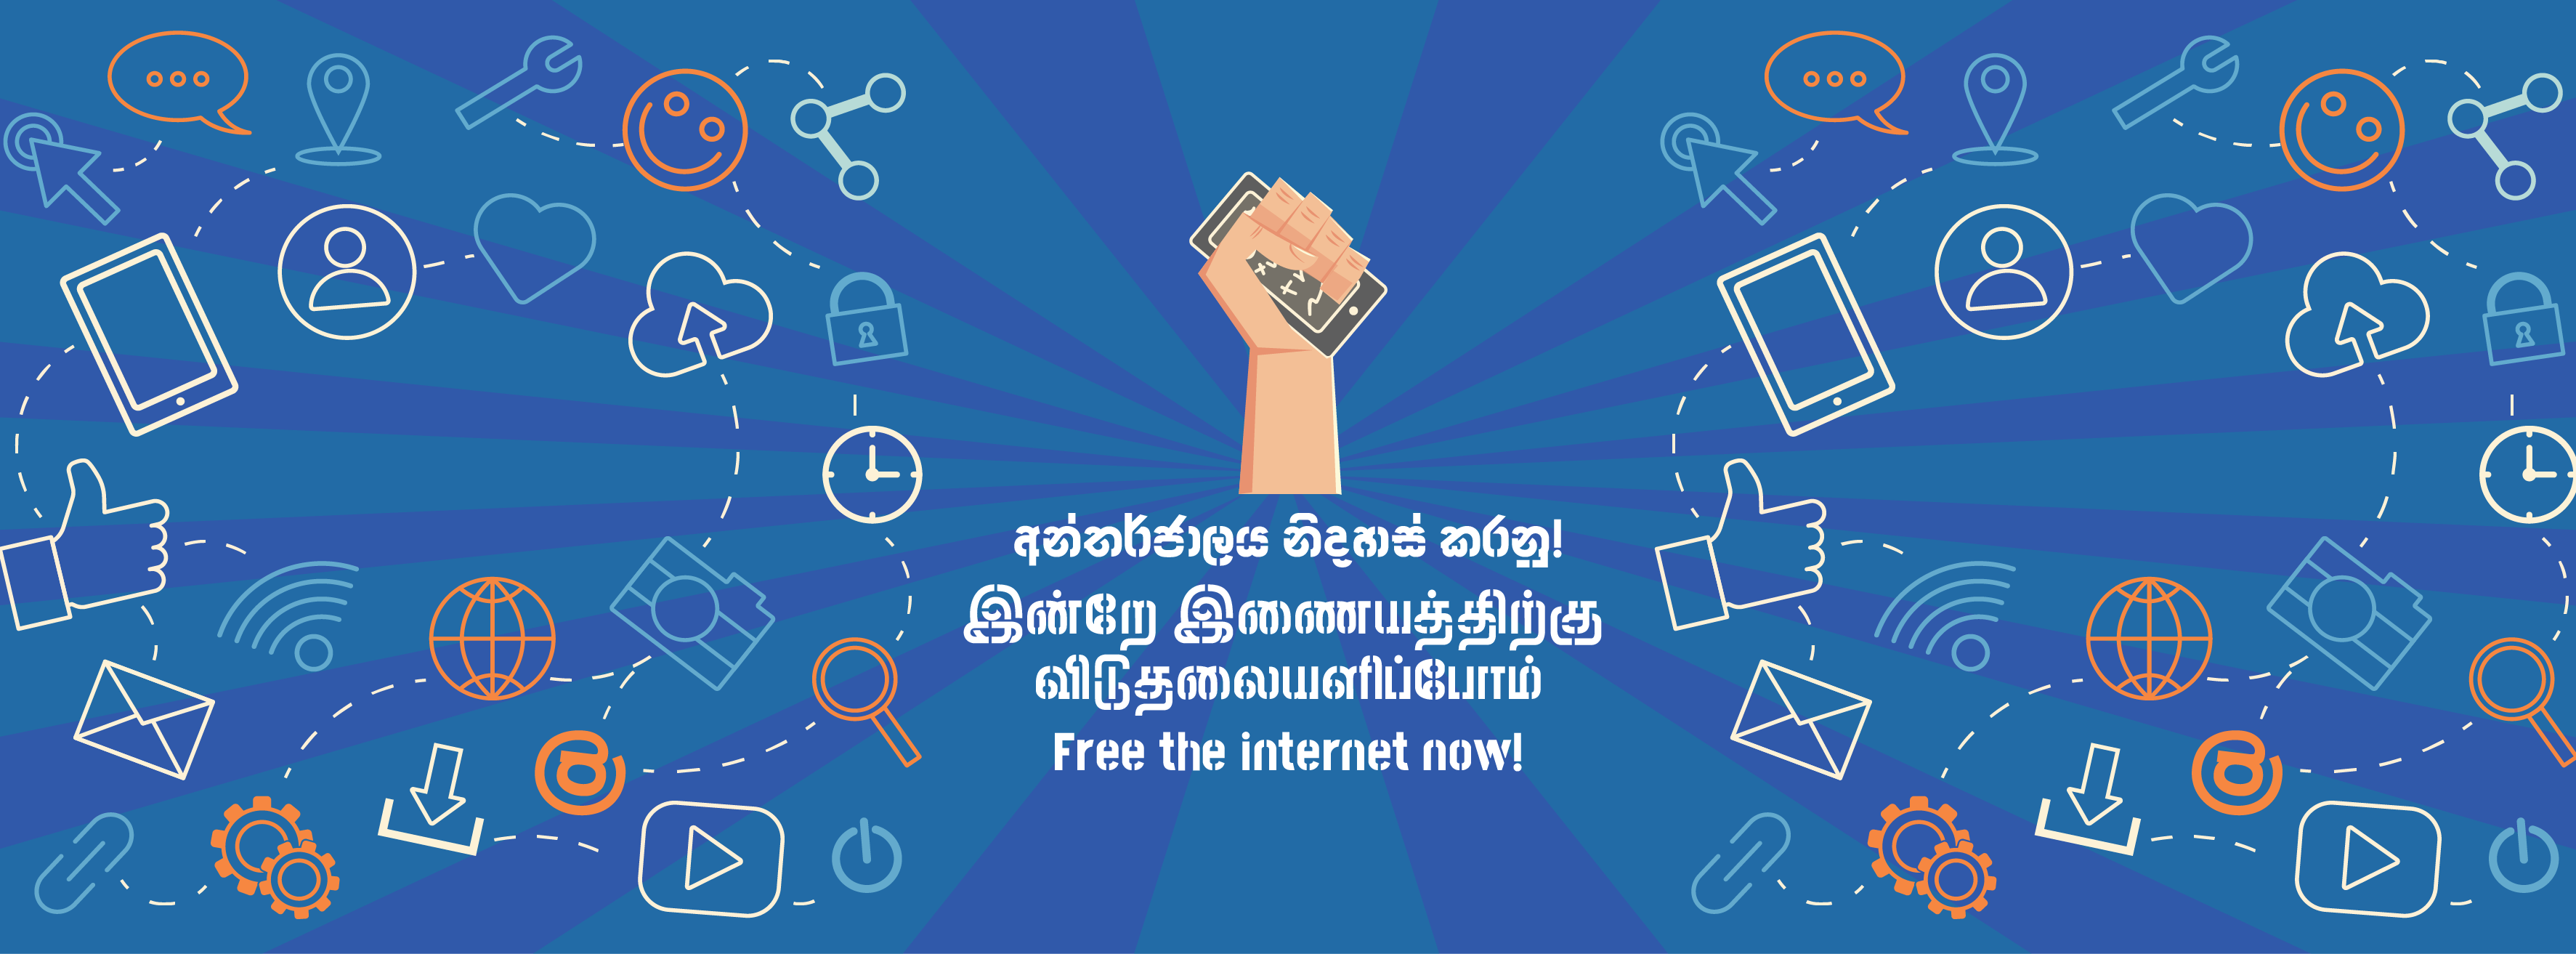 අන්තර්ජාලය නිදහස් කරනු!
இன்றே இணையத்திற்கு
விடுதலையளிப்போம்
Free the internet now!
@
@